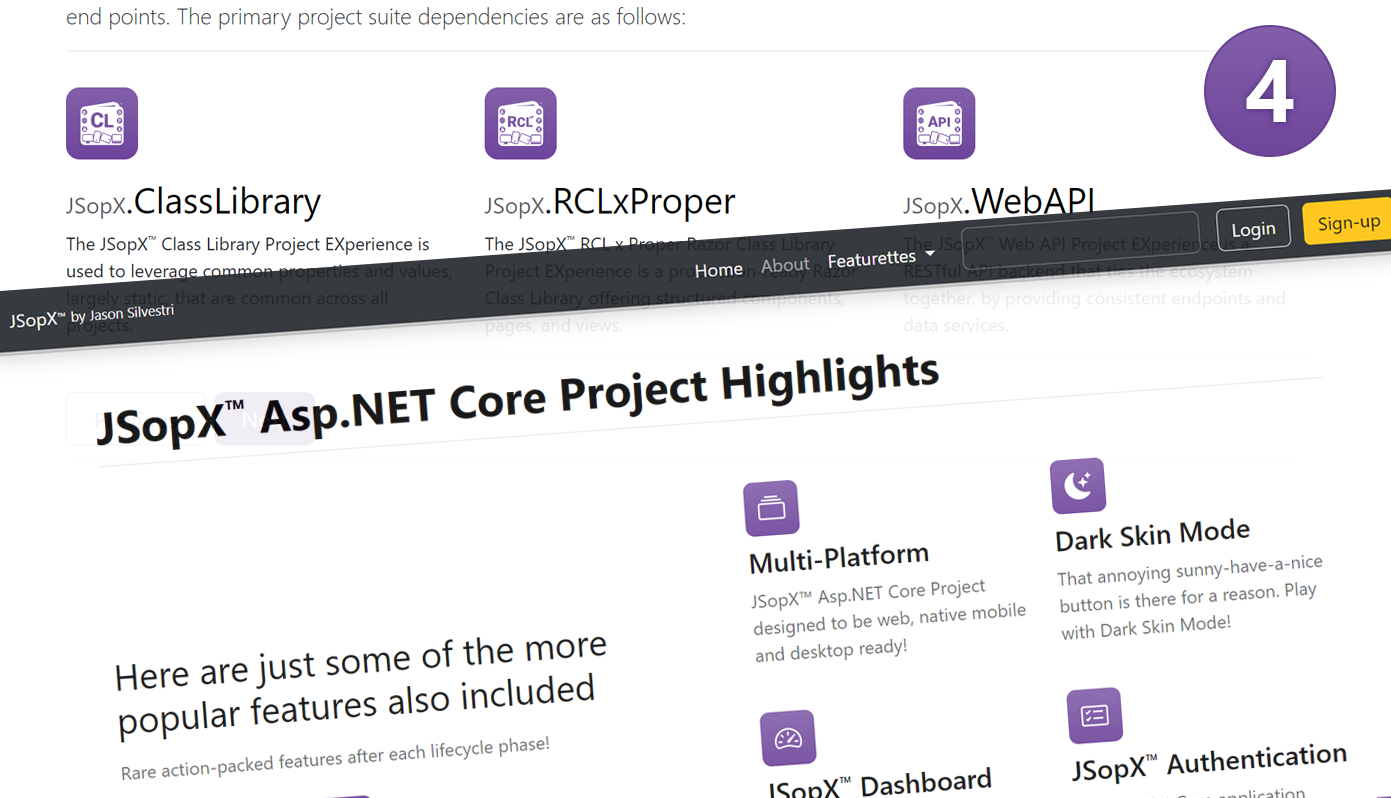 end points. The primary project suite dependencies are as follows:
4
CL
RCL
API
JSopX.ClassLibrary
The JSopX™ Class Library Project EXperience is
used to leverage common properties and values,
largely static, that are common across all
projects.
JSopX.RCLxProper
The JSopX™ RCL x Proper Razor Class Library
Project EXperience is a production-ready Razor
Class Library offering structured components,
pages, and views.
JSopX.WebAPI
The JSopX™ Web API Project EXperience is a
RESTful API backend that ties the ecosystem
together, by providing consistent endpoints and
data services.
JSopX™ by Jason Silvestri
Home About Featurettes
Login
Sign-up
JSopX™ Asp.NET Core Project Highlights
Here are just some of the more
popular features also included
Rare action-packed features after each lifecycle phase!
Multi-Platform
JSopX™ Asp.NET Core Project
designed to be web, native mobile
and desktop ready!
Dark Skin Mode
That annoying sunny-have-a-nice
button is there for a reason. Play
with Dark Skin Mode!
JSopX™ Dashboard
JSopX™ Authentication
application